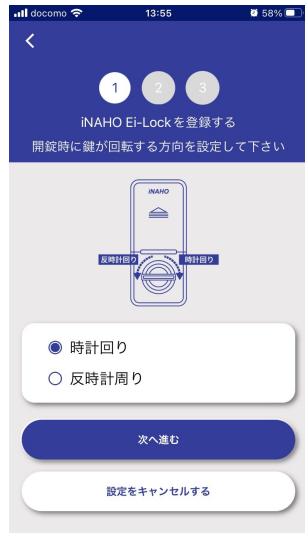 docomo 13:55 58%
1 2 3
iNAHO Ei-Lockを登録する
開錠時に鍵が回転する方向を設定して下さい
iNAHO
反時計回り 時計回り
時計回り
反時計周り
次へ進む
設定をキャンセルする